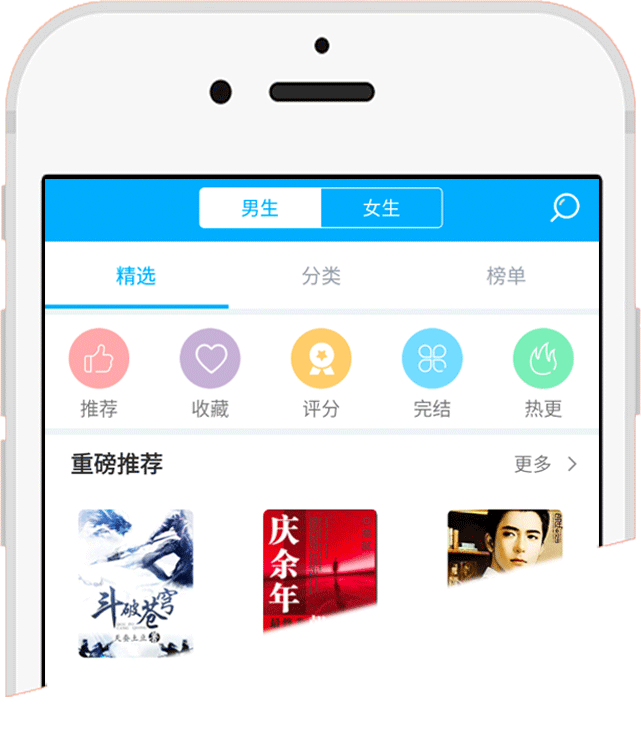 男生 女生
精选 分类 榜单
推荐 收藏 评分 完结 热更
重磅推荐 更多
斗破苍穹
天蚕土豆 著
庆余年